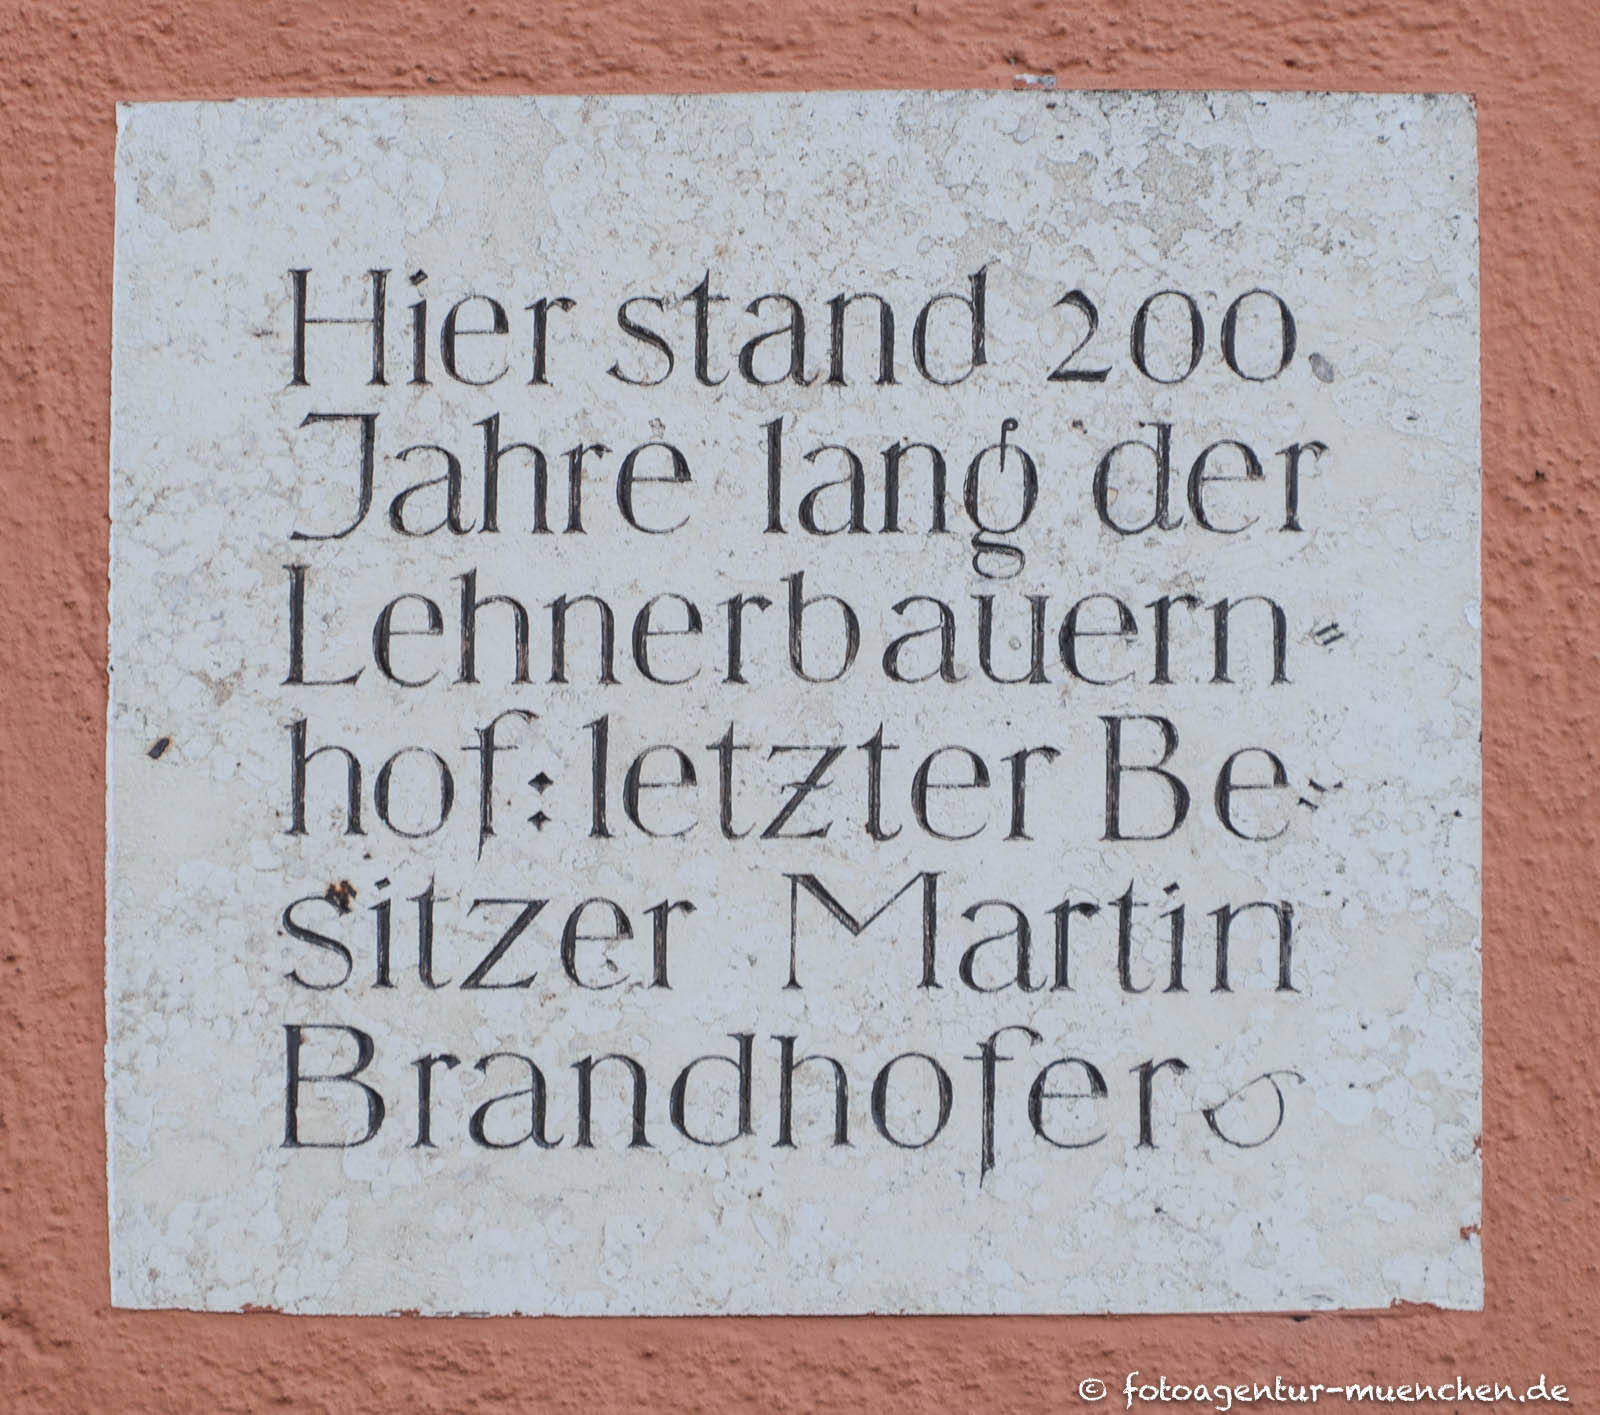 Hier stand 200
Jahre lang der
Lehnerbauern=
hof: letzter Be=
sitzer Martin
Brandhofer
© fotoagentur-muenchen.de